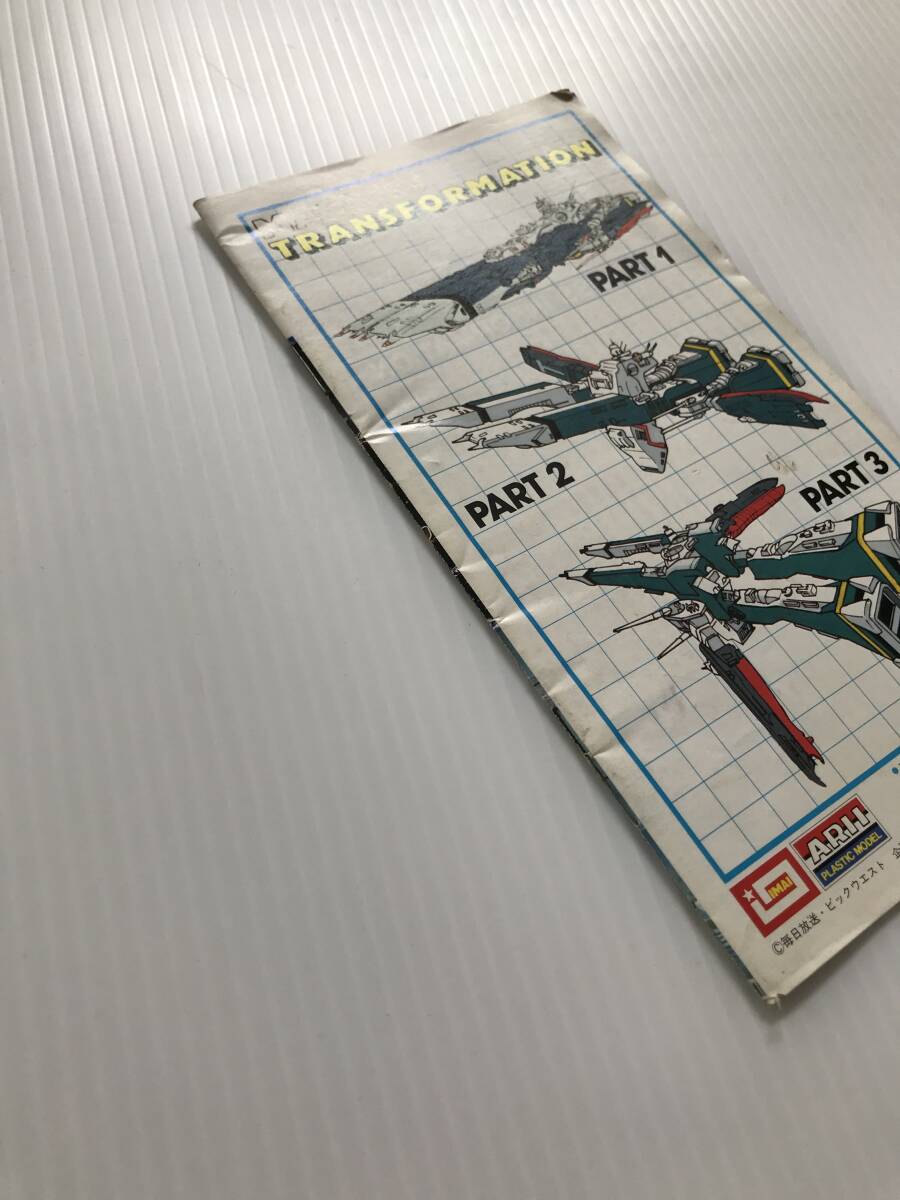 TRANSFORMATION
PART 1
PART 2
PART 3
IMAI
ARII
PLASTIC MODEL
©毎日放送・ビックウエスト 企